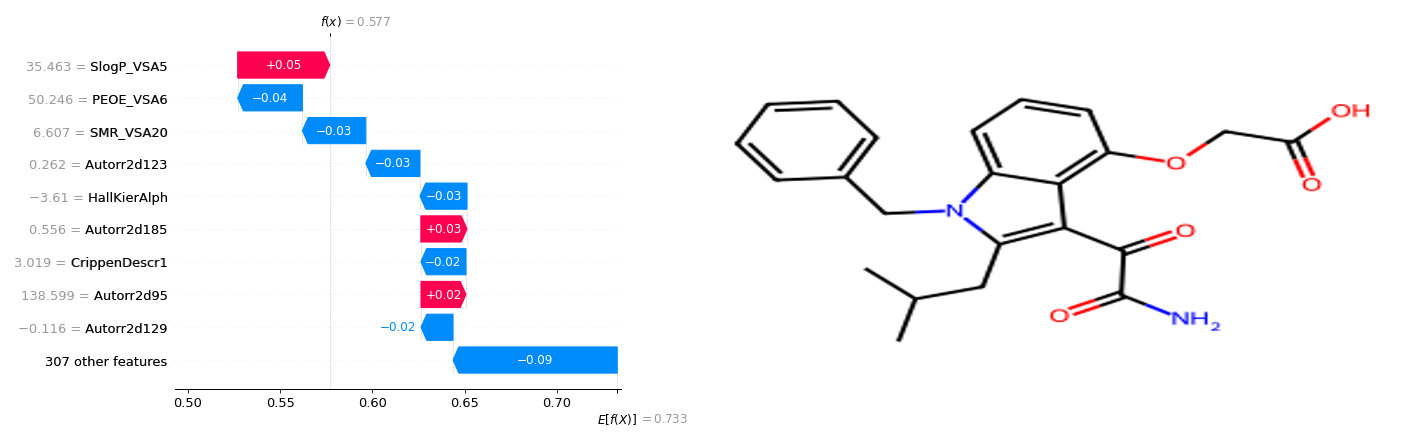 f(x) = 0.577
35.463 = SlogP_VSA5
+0.05
50.246 = PEOE_VSA6
−0.04
6.607 = SMR_VSA20
−0.03
0.262 = Autorr2d123
−0.03
−3.61 = HallKierAlph
−0.03
0.556 = Autorr2d185
+0.03
3.019 = CrippenDescr1
−0.02
138.599 = Autorr2d95
+0.02
−0.116 = Autorr2d129
−0.02
307 other features
−0.09
0.50 0.55 0.60 0.65 0.70
E[f(X)] = 0.733
OH
O
O
N
O
O
NH2